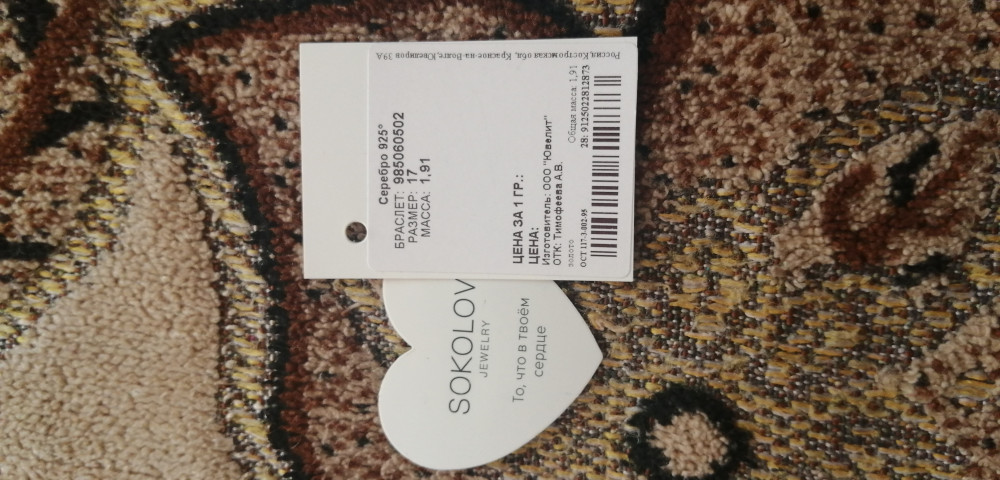 Россия,Костромская обл, Красное-на-Волге,Ювелиров 39А
Серебро 925°
БРАСЛЕТ: 985060502
РАЗМЕР: 17
МАССА: 1,91
ЦЕНА ЗА 1 ГР.:
ЦЕНА:
Изготовитель: ООО "Ювелит"
ОТК: Тимофеева А.В.
золото
Общая масса: 1,91
ОСТ 117-3-002-95
28: 9125022812873
SOKOLOV
JEWELRY
То, что в твоём
сердце